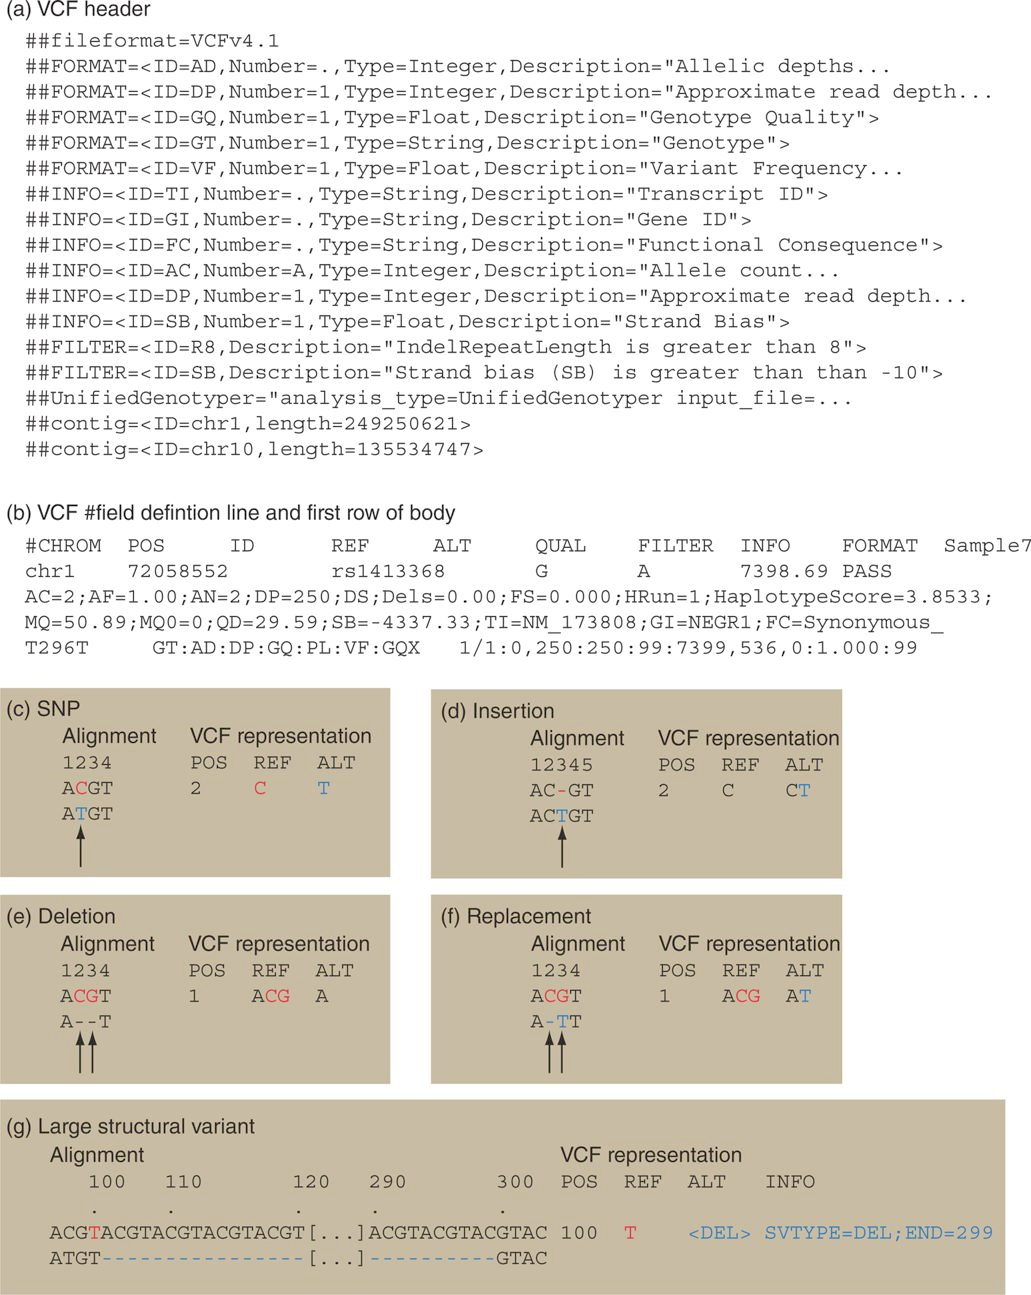 (a) VCF header
##fileformat=VCFv4.1
##FORMAT=<ID=AD,Number=.,Type=Integer,Description="Allelic depths...
##FORMAT=<ID=DP,Number=1,Type=Integer,Description="Approximate read depth...
##FORMAT=<ID=GQ,Number=1,Type=Float,Description="Genotype Quality">
##FORMAT=<ID=GT,Number=1,Type=String,Description="Genotype">
##FORMAT=<ID=VF,Number=1,Type=Float,Description="Variant Frequency...
##INFO=<ID=TI,Number=.,Type=String,Description="Transcript ID">
##INFO=<ID=GI,Number=.,Type=String,Description="Gene ID">
##INFO=<ID=FC,Number=.,Type=String,Description="Functional Consequence">
##INFO=<ID=AC,Number=A,Type=Integer,Description="Allele count...
##INFO=<ID=DP,Number=1,Type=Integer,Description="Approximate read depth...
##INFO=<ID=SB,Number=1,Type=Float,Description="Strand Bias">
##FILTER=<ID=R8,Description="IndelRepeatLength is greater than 8">
##FILTER=<ID=SB,Description="Strand bias (SB) is greater than than -10">
##UnifiedGenotyper="analysis_type=UnifiedGenotyper input_file=...
##contig=<ID=chr1,length=249250621>
##contig=<ID=chr10,length=135534747>
(b) VCF #field defintion line and first row of body
#CHROM POS ID REF ALT QUAL FILTER INFO FORMAT Sample7
chr1 72058552 rs1413368 G A 7398.69 PASS
AC=2;AF=1.00;AN=2;DP=250;DS;Dels=0.00;FS=0.000;HRun=1;HaplotypeScore=3.8533;
MQ=50.89;MQ0=0;QD=29.59;SB=-4337.33;TI=NM_173808;GI=NEGR1;FC=Synonymous_
T296T GT:AD:DP:GQ:PL:VF:GQX 1/1:0,250:250:99:7399,536,0:1.000:99
(c) SNP
Alignment VCF representation
1234 POS REF ALT
ACGT 2 C T
ATGT
(d) Insertion
Alignment VCF representation
12345 POS REF ALT
AC-GT 2 C CT
ACTGT
(e) Deletion
Alignment VCF representation
1234 POS REF ALT
ACGT 1 ACG A
A--T
(f) Replacement
Alignment VCF representation
1234 POS REF ALT
ACGT 1 ACG AT
A-TT
(g) Large structural variant
Alignment VCF representation
100 110 120 290 300 POS REF ALT INFO
. . . . .
ACGTACGTACGTACGTACGT[...]ACGTACGTACGTAC 100 T <DEL> SVTYPE=DEL;END=299
ATGT----------------[...]----------GTAC